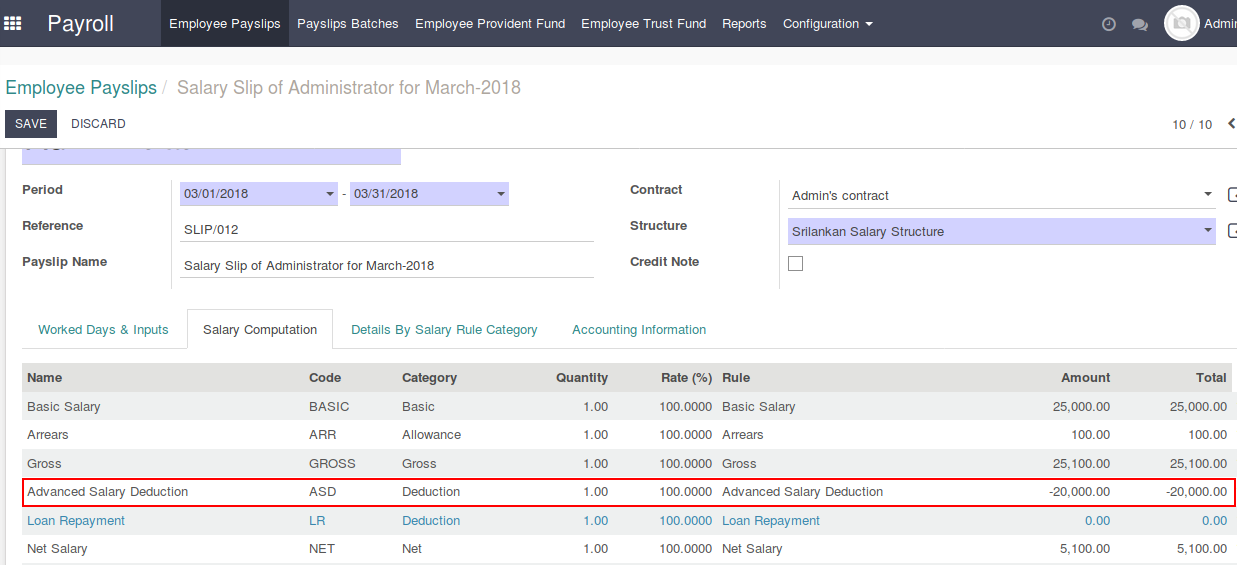 Payroll Employee Payslips Payslips Batches Employee Provident Fund Employee Trust Fund Reports Configuration
Employee Payslips / Salary Slip of Administrator for March-2018
SAVE DISCARD 10 / 10
Period 03/01/2018 - 03/31/2018 Contract Admin's contract
Reference SLIP/012 Structure Srilankan Salary Structure
Payslip Name Salary Slip of Administrator for March-2018 Credit Note
Worked Days & Inputs Salary Computation Details By Salary Rule Category Accounting Information
Name Code Category Quantity Rate (%) Rule Amount Total
Basic Salary BASIC Basic 1.00 100.0000 Basic Salary 25,000.00 25,000.00
Arrears ARR Allowance 1.00 100.0000 Arrears 100.00 100.00
Gross GROSS Gross 1.00 100.0000 Gross 25,100.00 25,100.00
Advanced Salary Deduction ASD Deduction 1.00 100.0000 Advanced Salary Deduction -20,000.00 -20,000.00
Loan Repayment LR Deduction 1.00 100.0000 Loan Repayment 0.00 0.00
Net Salary NET Net 1.00 100.0000 Net Salary 5,100.00 5,100.00